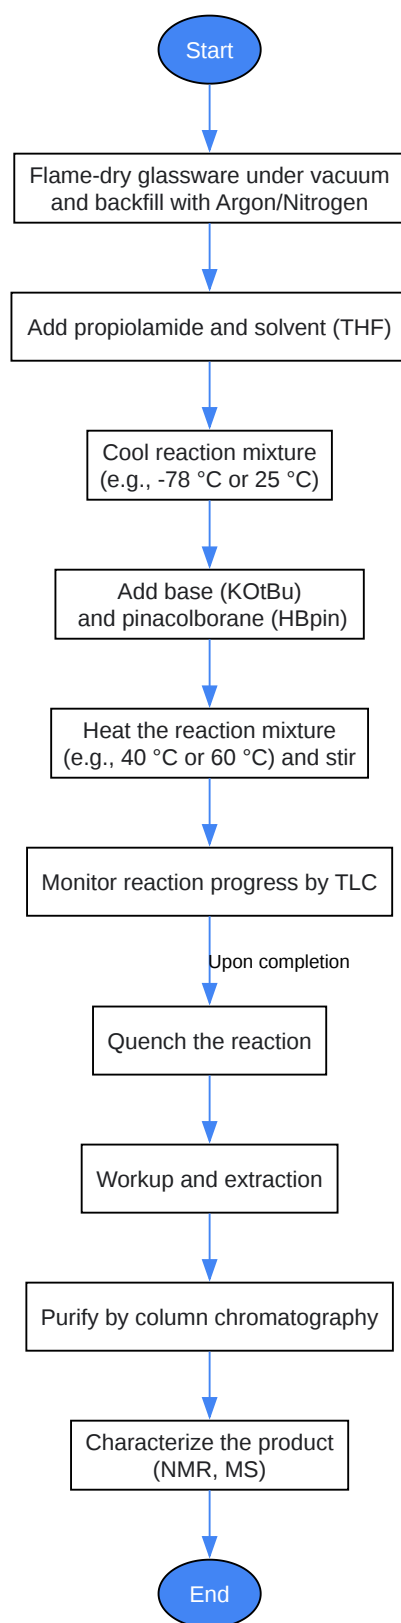 Start
Flame-dry glassware under vacuum
and backfill with Argon/Nitrogen
Add propiolamide and solvent (THF)
Cool reaction mixture
(e.g., -78 °C or 25 °C)
Add base (KOtBu)
and pinacolborane (HBpin)
Heat the reaction mixture
(e.g., 40 °C or 60 °C) and stir
Monitor reaction progress by TLC
Upon completion
Quench the reaction
Workup and extraction
Purify by column chromatography
Characterize the product
(NMR, MS)
End